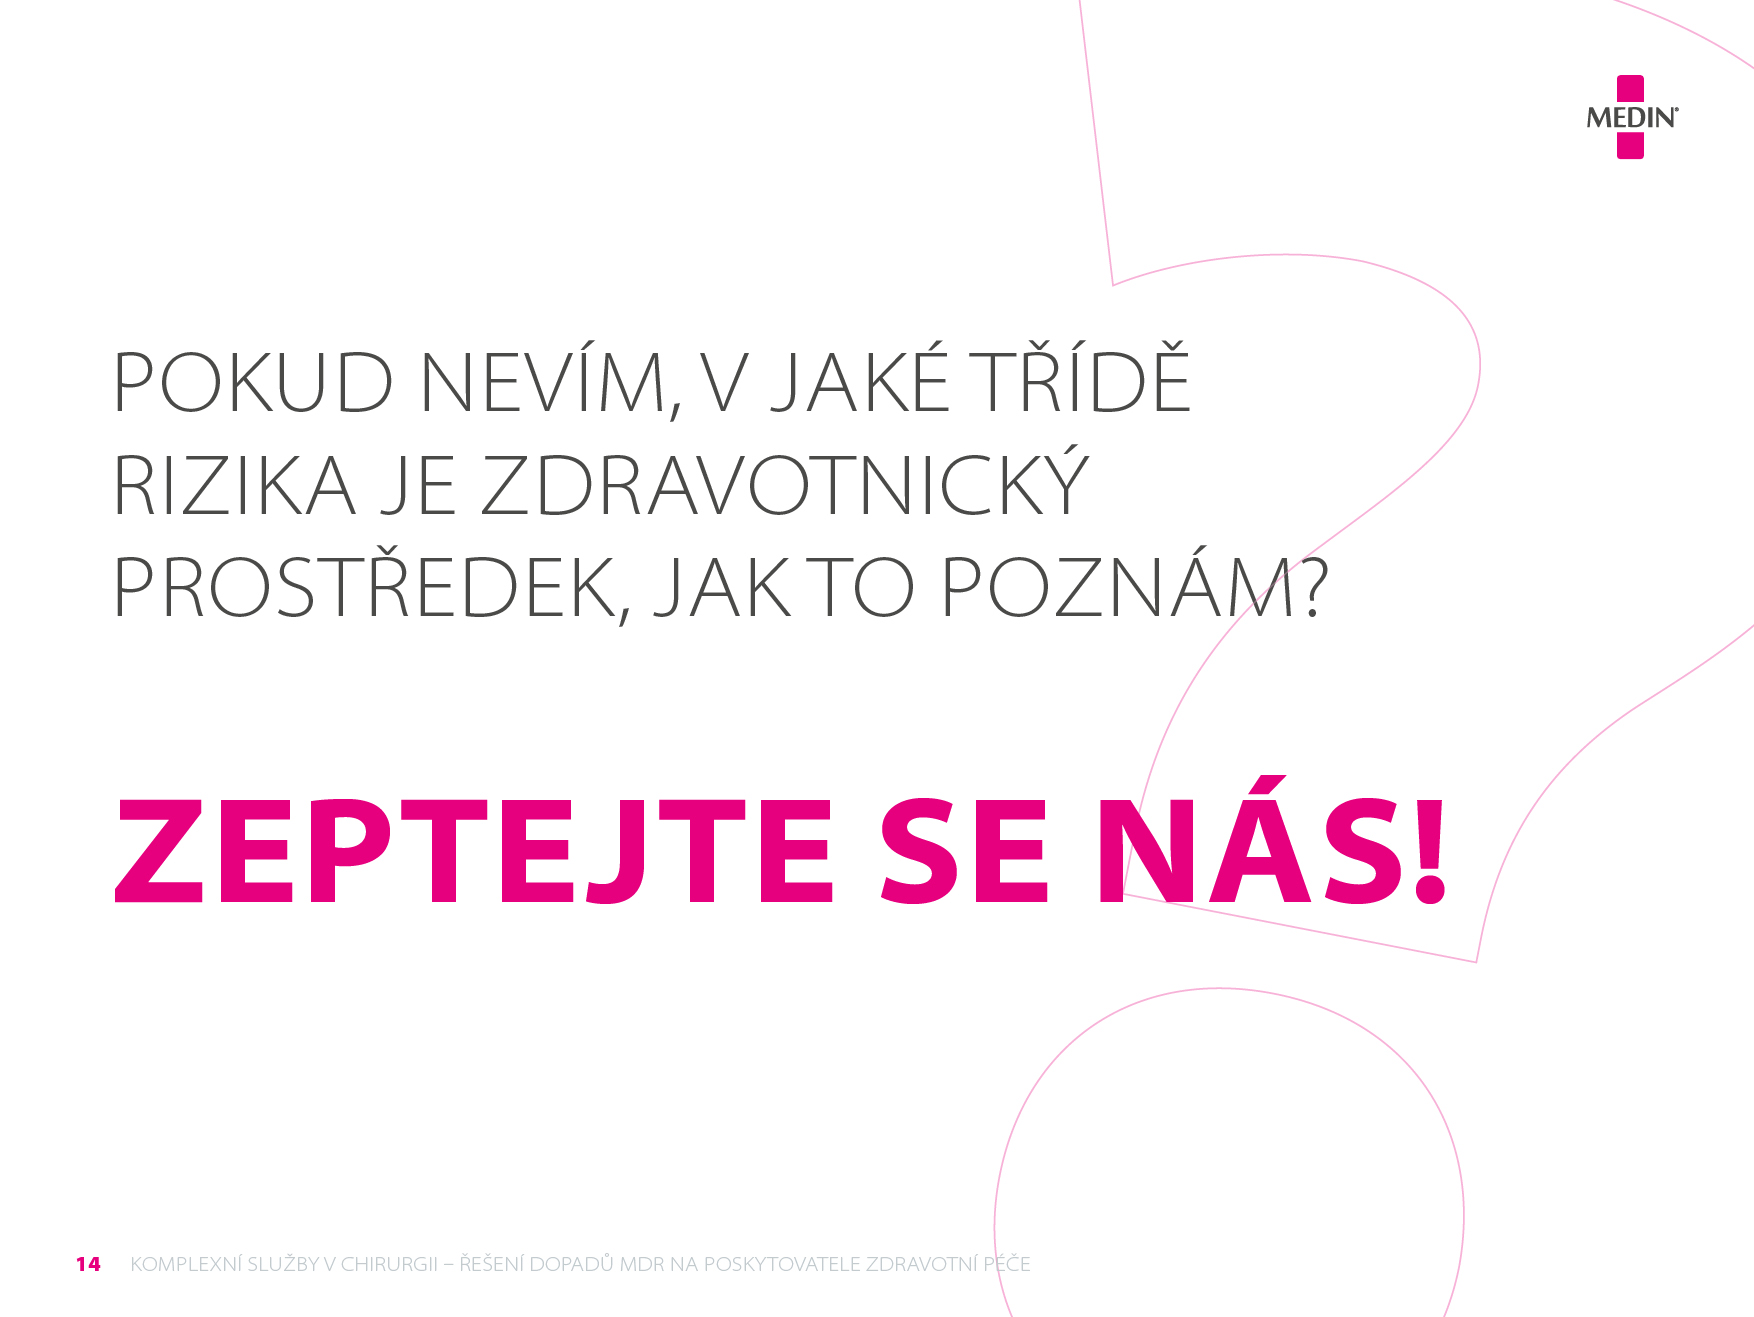 MEDIN®
POKUD NEVÍM, V JAKÉ TŘÍDĚ
RIZIKA JE ZDRAVOTNICKÝ
PROSTŘEDEK, JAK TO POZNÁM?
ZEPTEJTE SE NÁS!
14 KOMPLEXNÍ SLUŽBY V CHIRURGII – ŘEŠENÍ DOPADŮ MDR NA POSKYTOVATELE ZDRAVOTNÍ PÉČE